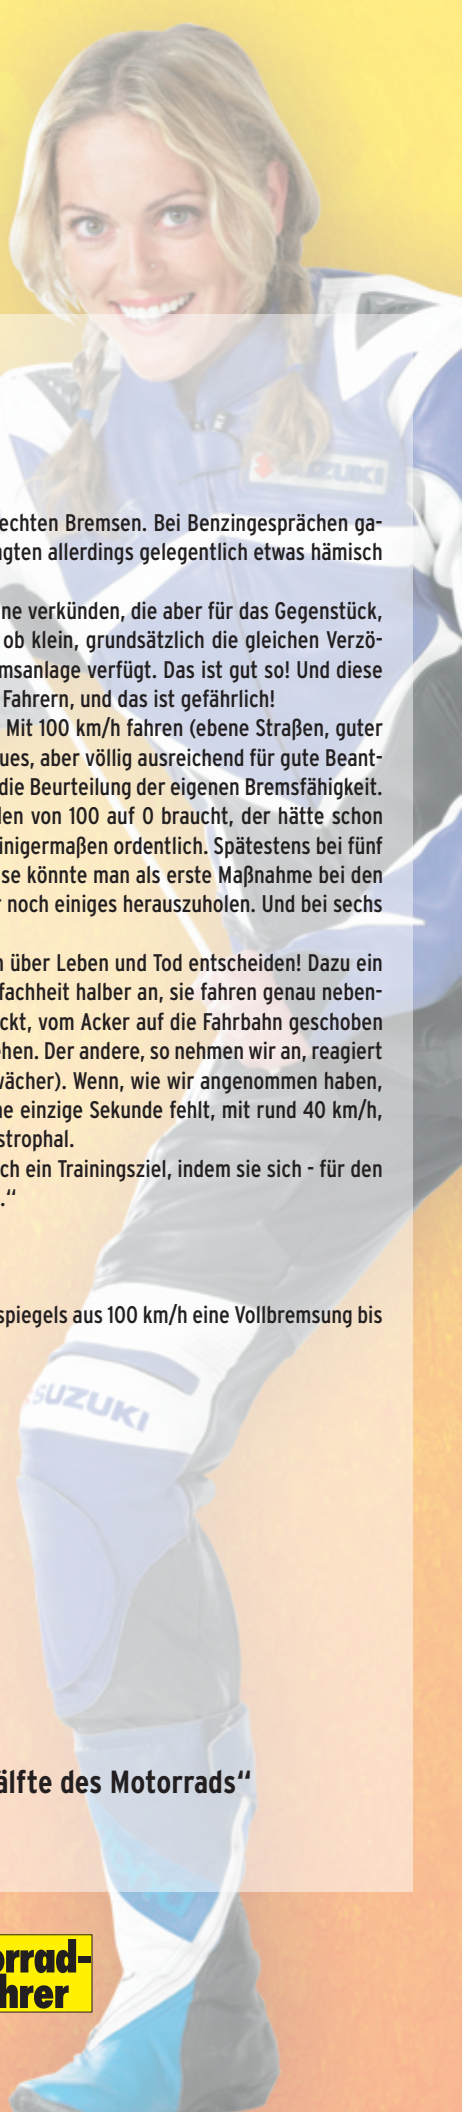 SUZUKI
echten Bremsen. Bei Benzingesprächen ga-
gten allerdings gelegentlich etwas hämisch
ne verkünden, die aber für das Gegenstück,
ob klein, grundsätzlich die gleichen Verzö-
msanlage verfügt. Das ist gut so! Und diese
Fahrern, und das ist gefährlich!
Mit 100 km/h fahren (ebene Straßen, guter
ues, aber völlig ausreichend für gute Beant-
die Beurteilung der eigenen Bremsfähigkeit.
den von 100 auf 0 braucht, der hätte schon
inigermaßen ordentlich. Spätestens bei fünf
se könnte man als erste Maßnahme bei den
r noch einiges herauszuholen. Und bei sechs
n über Leben und Tod entscheiden! Dazu ein
fachheit halber an, sie fahren genau neben-
ckt, vom Acker auf die Fahrbahn geschoben
ehen. Der andere, so nehmen wir an, reagiert
wächer). Wenn, wie wir angenommen haben,
ne einzige Sekunde fehlt, mit rund 40 km/h,
strophal.
ch ein Trainingsziel, indem sie sich - für den
.“
spiegels aus 100 km/h eine Vollbremsung bis
SUZUKI
älfte des Motorrads“
orrad-
hrer